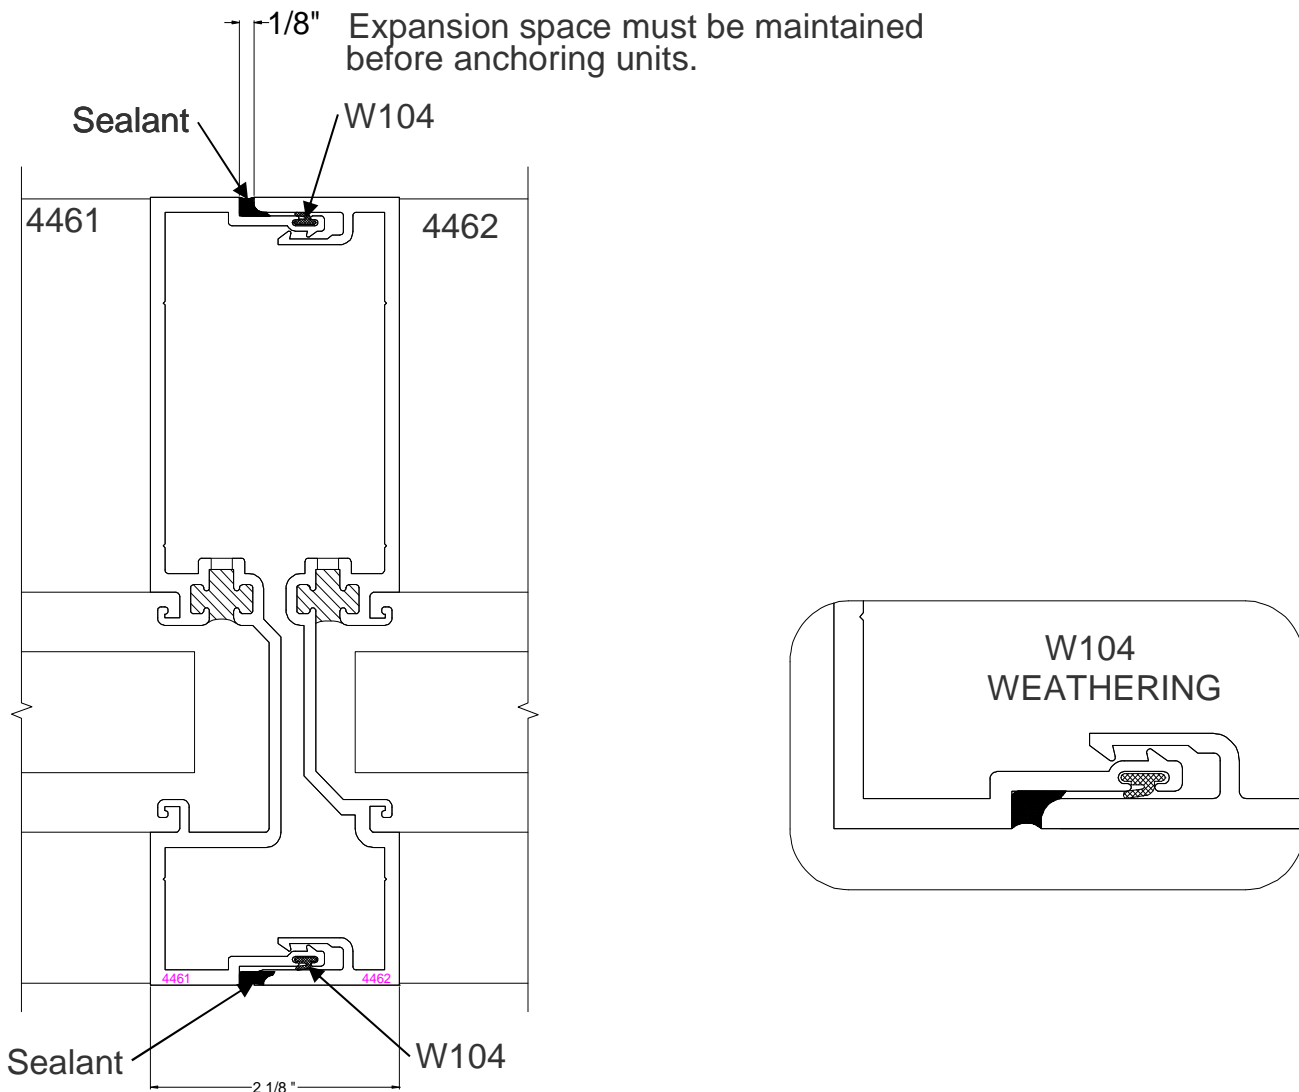 1/8" Expansion space must be maintained
before anchoring units.
Sealant
W104
4461
4462
W104
WEATHERING
4461
4462
Sealant
W104
2 1/8 "